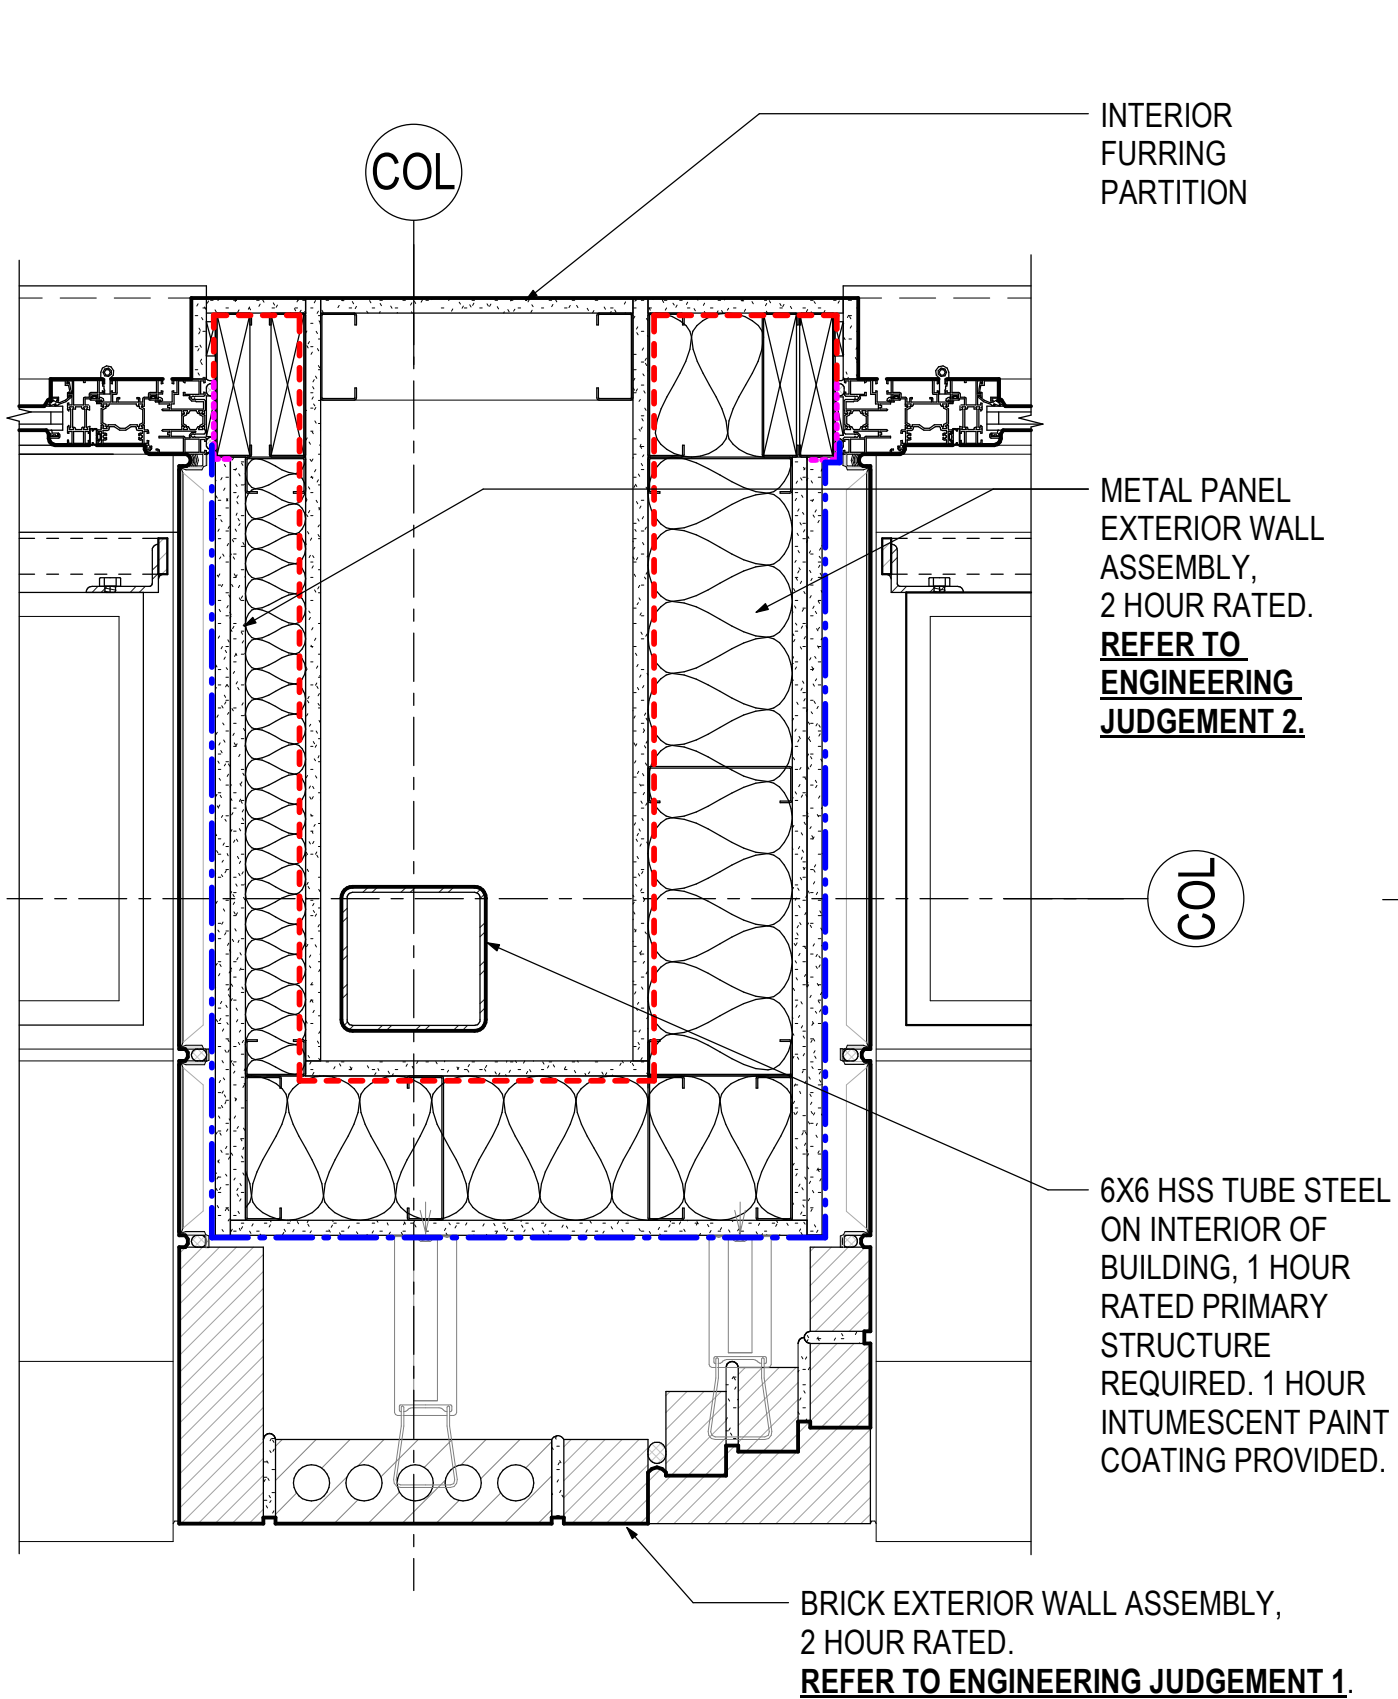 INTERIOR
FURRING
PARTITION
COL
METAL PANEL
EXTERIOR WALL
ASSEMBLY,
2 HOUR RATED.
REFER TO
ENGINEERING
JUDGEMENT 2.
COL
6X6 HSS TUBE STEEL
ON INTERIOR OF
BUILDING, 1 HOUR
RATED PRIMARY
STRUCTURE
REQUIRED. 1 HOUR
INTUMESCENT PAINT
COATING PROVIDED.
BRICK EXTERIOR WALL ASSEMBLY,
2 HOUR RATED.
REFER TO ENGINEERING JUDGEMENT 1.